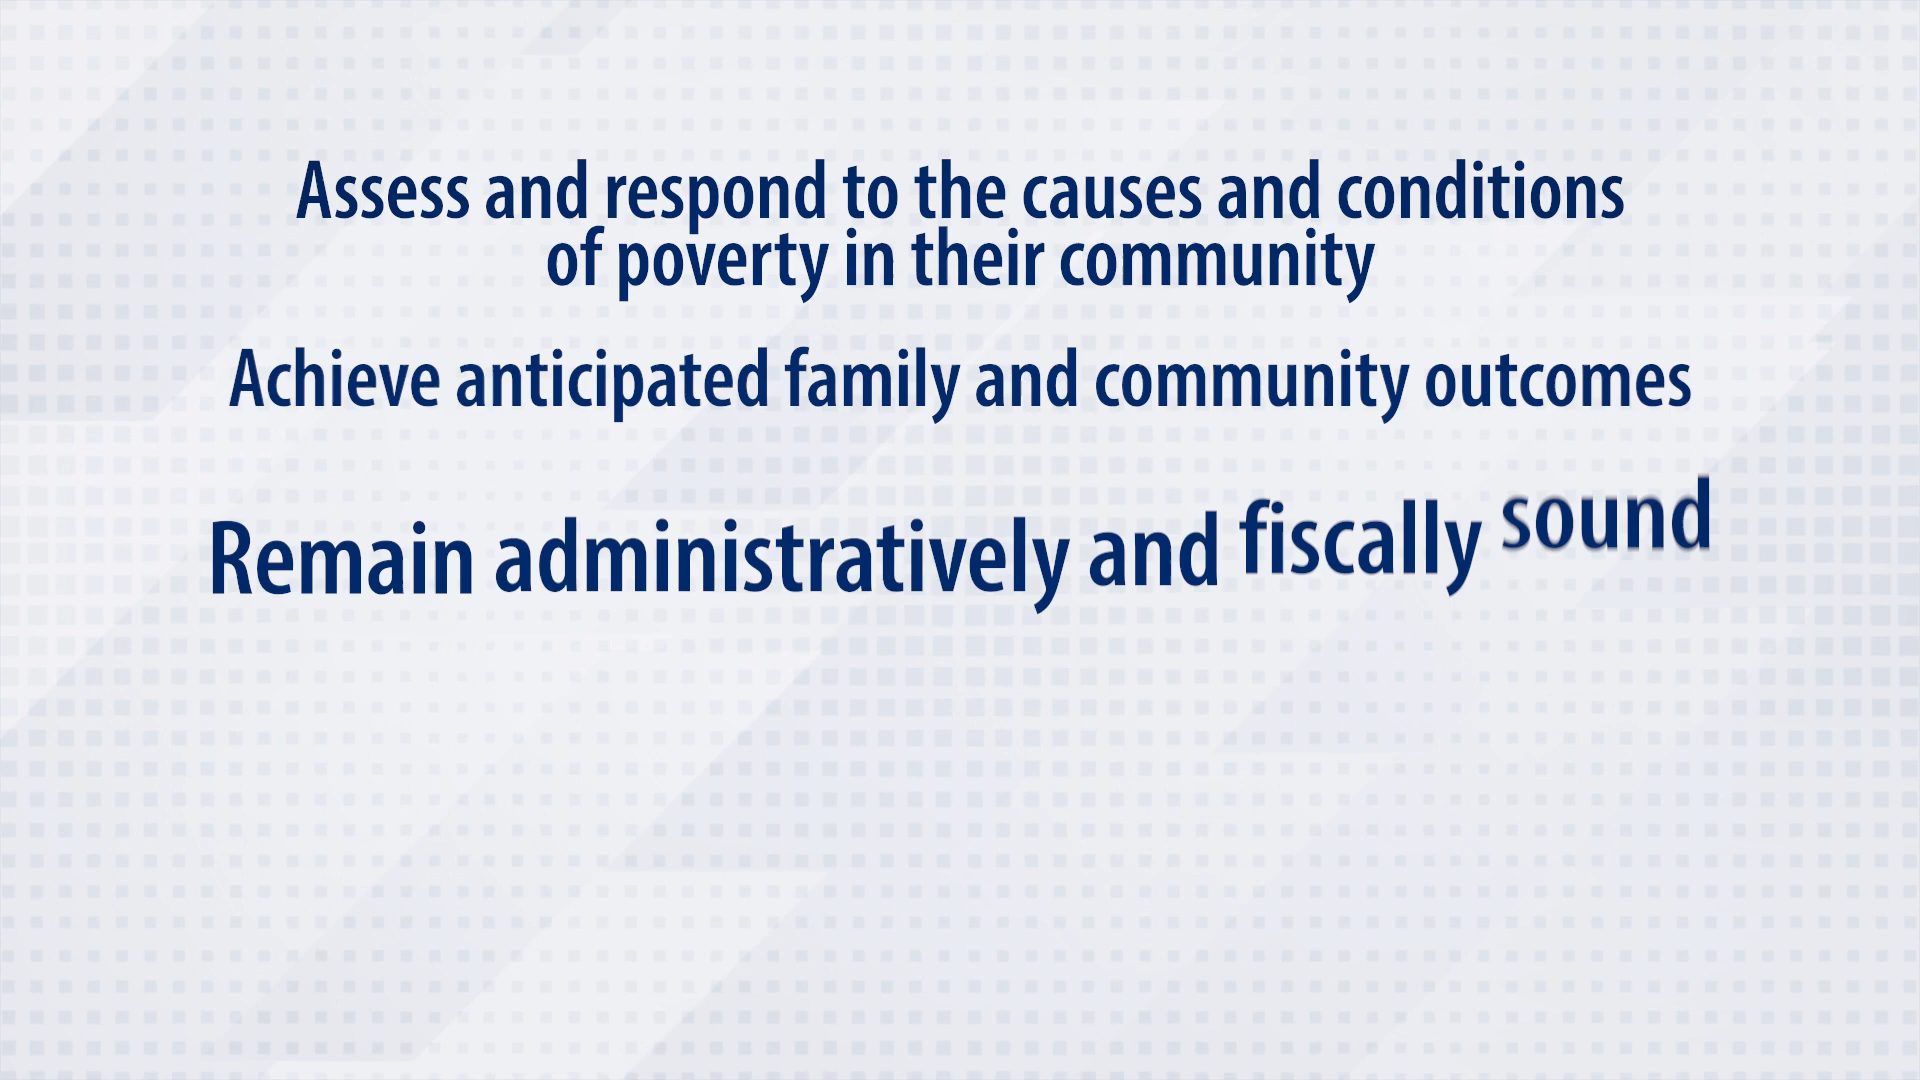 Assess and respond to the causes and conditions
of poverty in their community
Achieve anticipated family and community outcomes
Remain administratively and fiscally sound